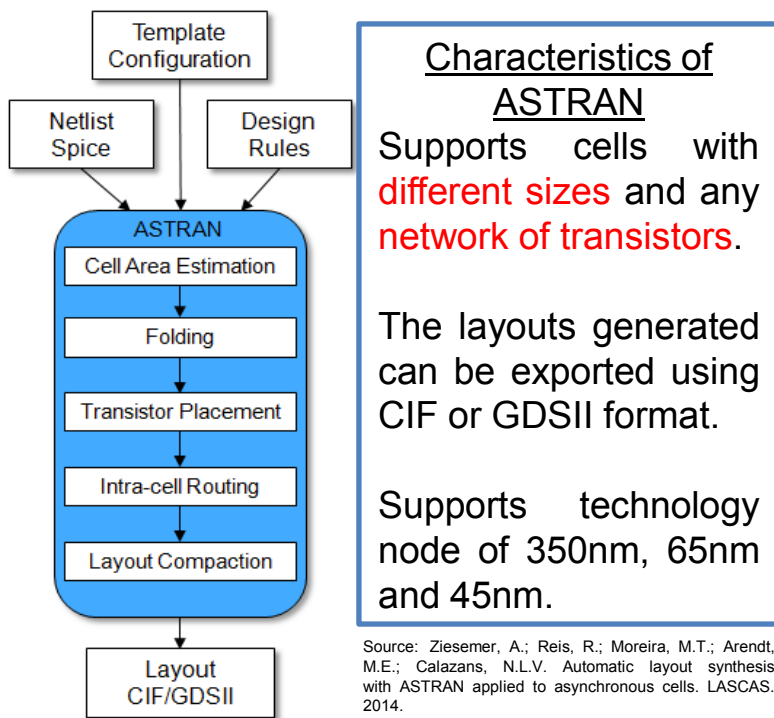 Template
Configuration
Netlist
Spice
Design
Rules
ASTRAN
Cell Area Estimation
Folding
Transistor Placement
Intra-cell Routing
Layout Compaction
Layout
CIF/GDSII
Characteristics of
ASTRAN
Supports cells with
different sizes and any
network of transistors.
The layouts generated
can be exported using
CIF or GDSII format.
Supports technology
node of 350nm, 65nm
and 45nm.
Source: Ziesemer, A.; Reis, R.; Moreira, M.T.; Arendt,
M.E.; Calazans, N.L.V. Automatic layout synthesis
with ASTRAN applied to asynchronous cells. LASCAS.
2014.